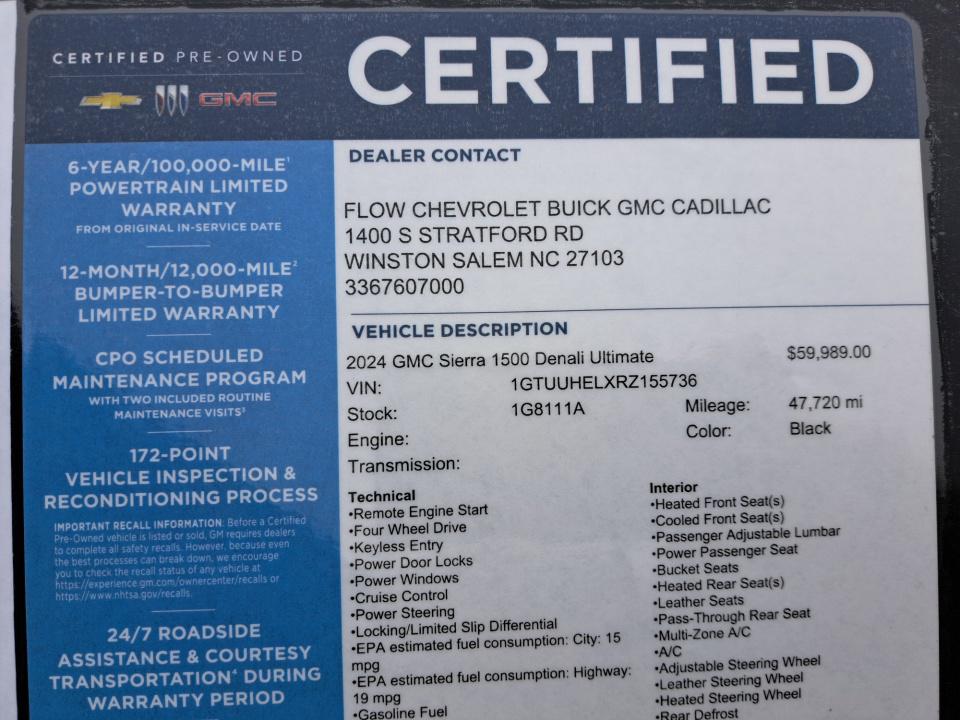 CERTIFIED PRE-OWNED
GMC
CERTIFIED
6-YEAR/100,000-MILE¹
POWERTRAIN LIMITED
WARRANTY
FROM ORIGINAL IN-SERVICE DATE
12-MONTH/12,000-MILE²
BUMPER-TO-BUMPER
LIMITED WARRANTY
CPO SCHEDULED
MAINTENANCE PROGRAM
WITH TWO INCLUDED ROUTINE
MAINTENANCE VISITS³
172-POINT
VEHICLE INSPECTION &
RECONDITIONING PROCESS
IMPORTANT RECALL INFORMATION: Before a Certified
Pre-Owned vehicle is listed or sold, GM requires dealers
to complete all safety recalls. However, because even
the best processes can break down, we encourage
you to check the recall status of any vehicle at
https://experience.gm.com/ownercenter/recalls or
https://www.nhtsa.gov/recalls.
24/7 ROADSIDE
ASSISTANCE & COURTESY
TRANSPORTATION⁴ DURING
WARRANTY PERIOD
DEALER CONTACT
FLOW CHEVROLET BUICK GMC CADILLAC
1400 S STRATFORD RD
WINSTON SALEM NC 27103
3367607000
VEHICLE DESCRIPTION
2024 GMC Sierra 1500 Denali Ultimate $59,989.00
VIN: 1GTUUHELXRZ155736
Stock: 1G8111A Mileage: 47,720 mi
Engine: Color: Black
Transmission:
Technical
•Remote Engine Start
•Four Wheel Drive
•Keyless Entry
•Power Door Locks
•Power Windows
•Cruise Control
•Power Steering
•Locking/Limited Slip Differential
•EPA estimated fuel consumption: City: 15
mpg
•EPA estimated fuel consumption: Highway:
19 mpg
•Gasoline Fuel
Interior
•Heated Front Seat(s)
•Cooled Front Seat(s)
•Passenger Adjustable Lumbar
•Power Passenger Seat
•Bucket Seats
•Heated Rear Seat(s)
•Leather Seats
•Pass-Through Rear Seat
•Multi-Zone A/C
•A/C
•Adjustable Steering Wheel
•Leather Steering Wheel
•Heated Steering Wheel
•Rear Defrost